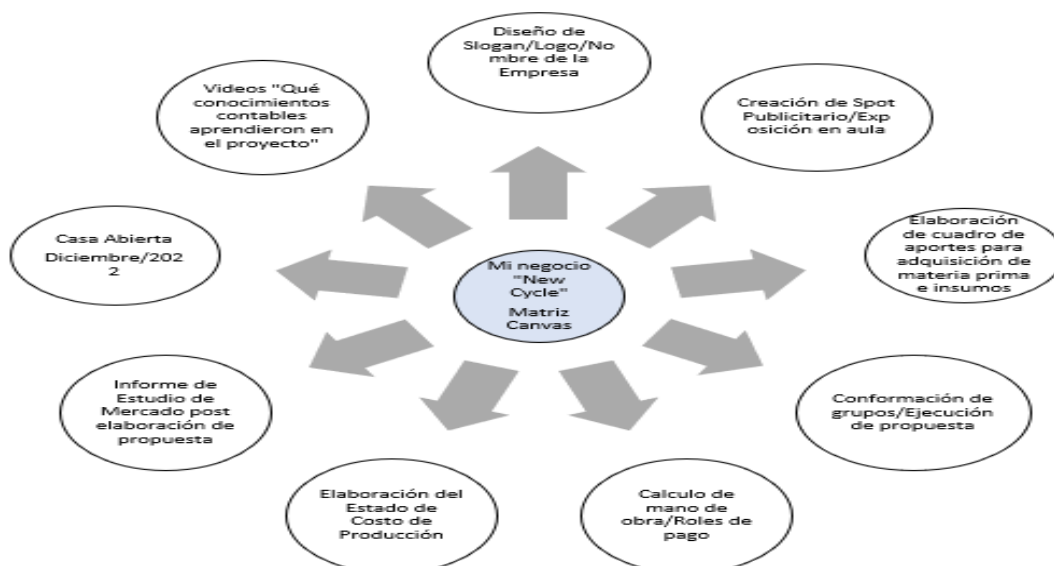 Diseño de
Slogan/Logo/No
mbre de la
Empresa
Creación de Spot
Publicitario/Exp
osición en aula
Elaboración
de cuadro de
aportes para
adquisición de
materia prima
e insumos
Conformación de
grupos/Ejecución
de propuesta
Calculo de
mano de
obra/Roles de
pago
Elaboración del
Estado de
Costo de
Producción
Informe de
Estudio de
Mercado post
elaboración de
propuesta
Casa Abierta
Diciembre/202
2
Videos "Qué
conocimientos
contables
aprendieron en
el proyecto"
Mi negocio
"New
Cycle"
Matriz
Canvas